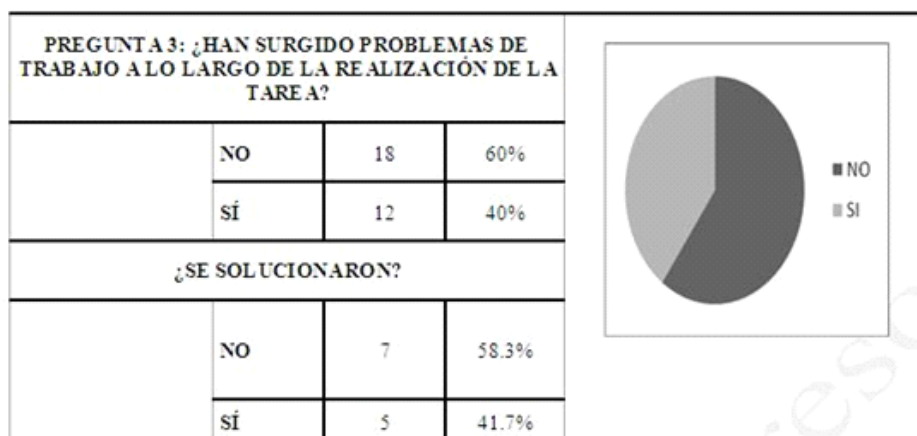 PREGUNTA 3: ¿HAN SURGIDO PROBLEMAS DE
TRABAJO A LO LARGO DE LA REALIZACIÓN DE LA
TAREA?
NO 18 60%
SÍ 12 40%
¿SE SOLUCIONARON?
NO 7 58.3%
SÍ 5 41.7%
NO
SI